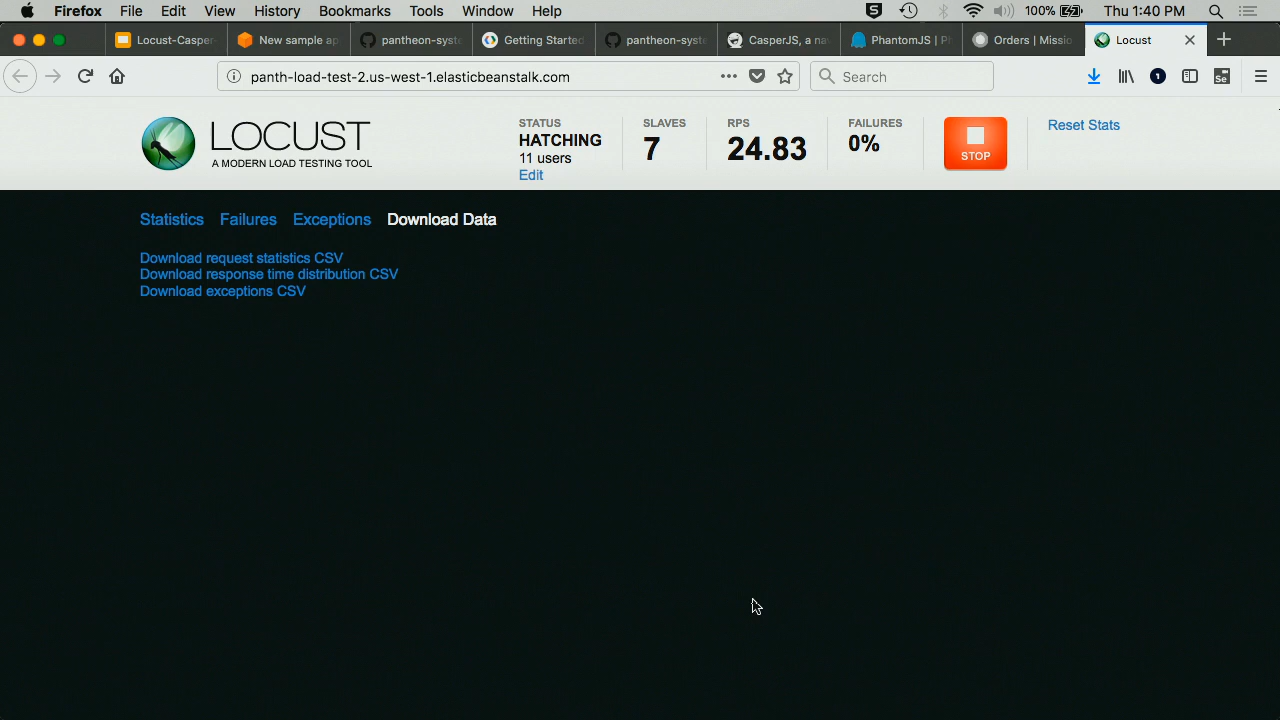 Firefox File Edit View History Bookmarks Tools Window Help 100% Thu 1:40 PM
Locust-Casper New sample ap pantheon-syste Getting Started pantheon-syste CasperJS, a na PhantomJS | P Orders | Missio Locust
panth-load-test-2.us-west-1.elasticbeanstalk.com Search 1 Se
LOCUST
A MODERN LOAD TESTING TOOL
STATUS
HATCHING
11 users
Edit
SLAVES
7
RPS
24.83
FAILURES
0%
STOP
Reset Stats
Statistics Failures Exceptions Download Data
Download request statistics CSV
Download response time distribution CSV
Download exceptions CSV